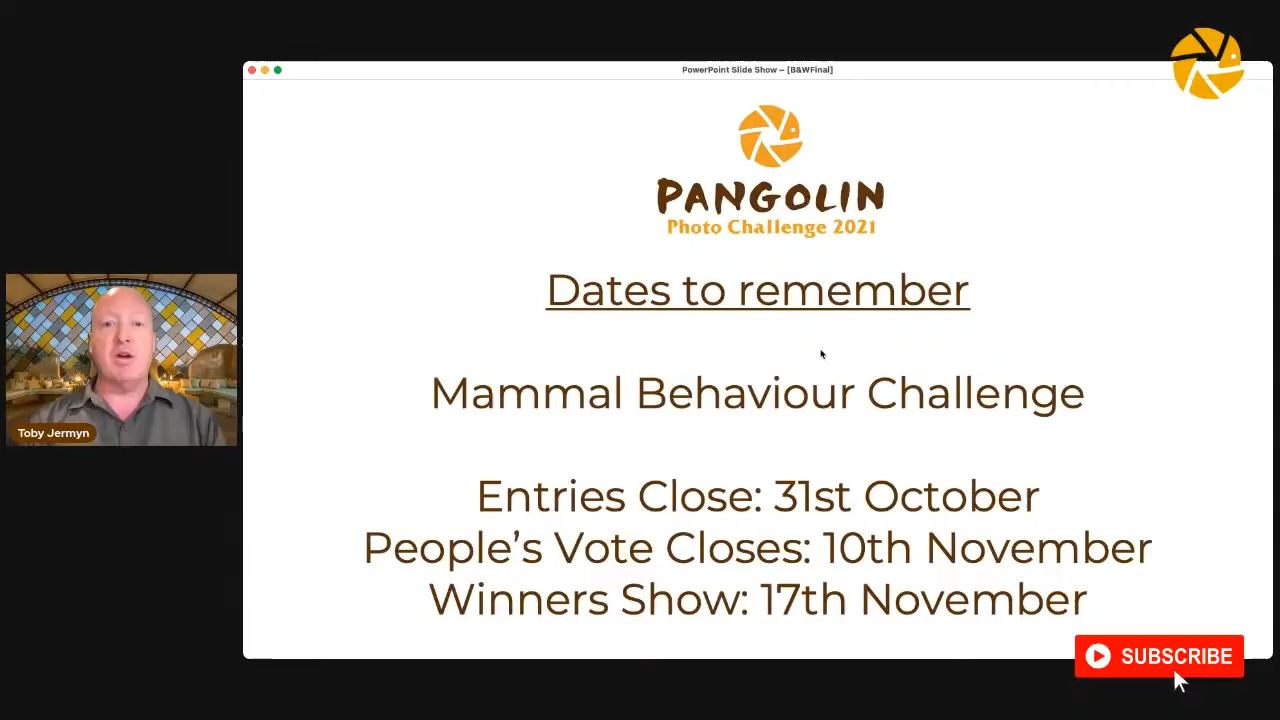 PowerPoint Slide Show – [B&WFinal]
PANGOLIN
Photo Challenge 2021
Dates to remember
Mammal Behaviour Challenge
Entries Close: 31st October
People's Vote Closes: 10th November
Winners Show: 17th November
Toby Jermyn
SUBSCRIBE